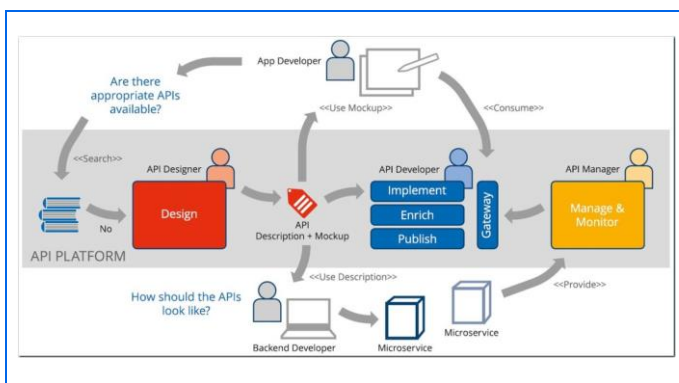 App Developer
Are there
appropriate APIs
available?
<<Use Mockup>>
<<Consume>>
<<Search>>
API Designer
API Developer
API Manager
Design
Implement
Enrich
Publish
Gateway
Manage &
Monitor
No
API
Description + Mockup
API PLATFORM
<<Use Description>>
How should the APIs
look like?
<<Provide>>
Backend Developer
Microservice
Microservice